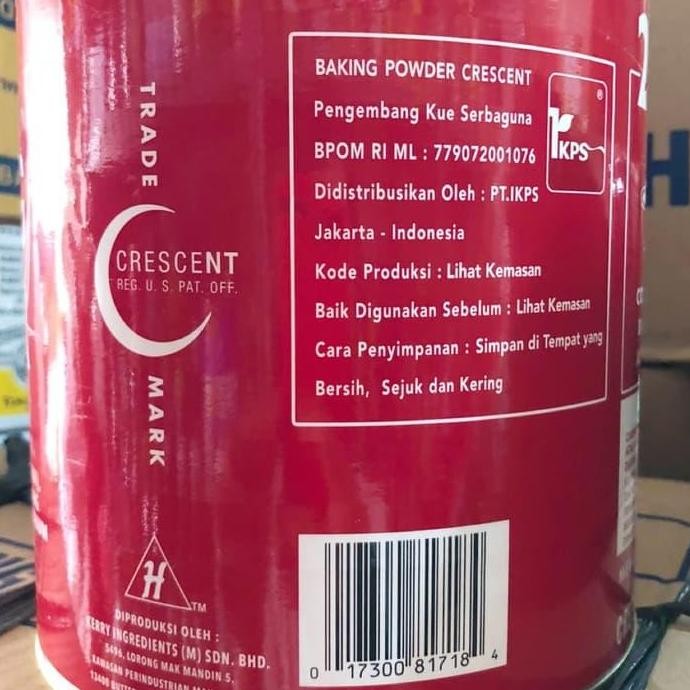 TRADE
CRESCENT
REG. U. S. PAT. OFF.
MARK
H
TM
DIPRODUKSI OLEH :
KERRY INGREDIENTS (M) SDN. BHD.
5496, LORONG MAK MANDIN 5,
KAWASAN PERINDUSTRIAN
BAKING POWDER CRESCENT
Pengembang Kue Serbaguna
BPOM RI ML : 779072001076
Didistribusikan Oleh : PT.IKPS
Jakarta - Indonesia
Kode Produksi : Lihat Kemasan
Baik Digunakan Sebelum : Lihat Kemasan
Cara Penyimpanan : Simpan di Tempat yang
Bersih, Sejuk dan Kering
®
IKPS
0 17300 81718 4
2
H